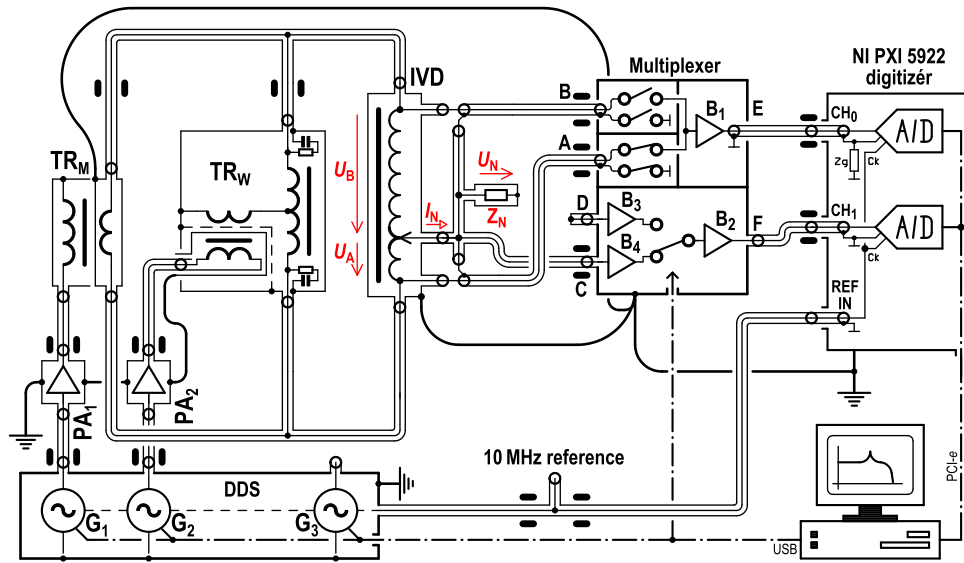 Multiplexer
NI PXI 5922
digitizér
IVD
B
A
D
C
E
F
B1
B2
B3
B4
CH0
CH1
A/D
A/D
Zg
Ck
Ck
REF
IN
TRM
TRW
UB
UA
UN
IN
ZN
PA1
PA2
DDS
G1
G2
G3
10 MHz reference
PCI-e
USB